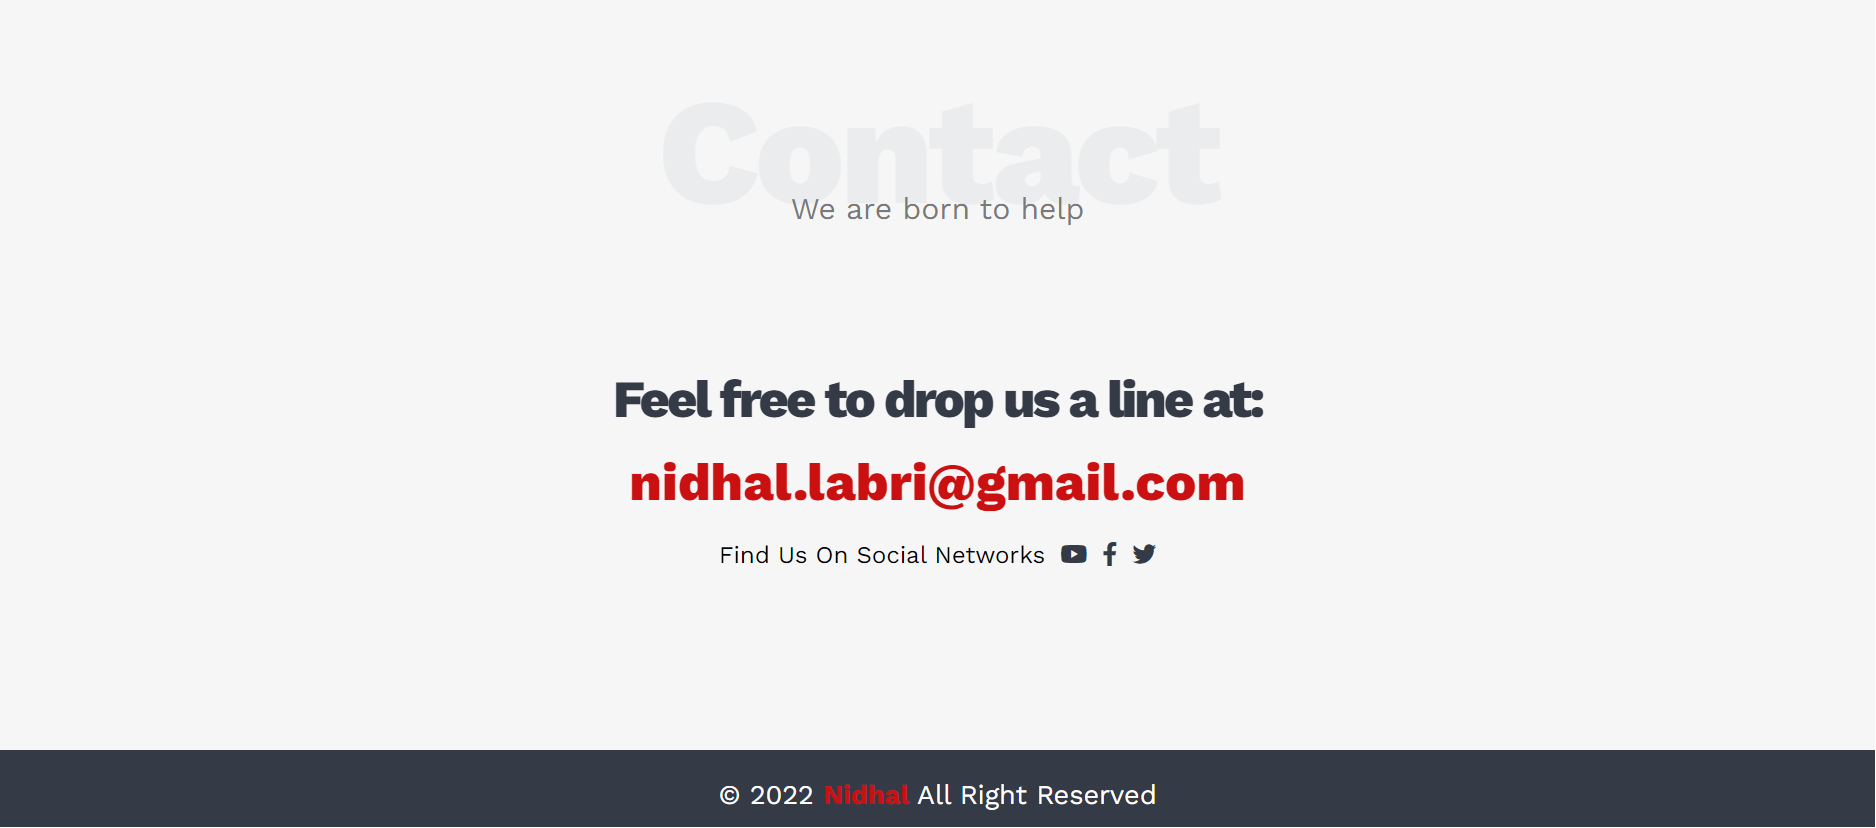 Contact
We are born to help
Feel free to drop us a line at:
nidhal.labri@gmail.com
Find Us On Social Networks
© 2022 Nidhal All Right Reserved